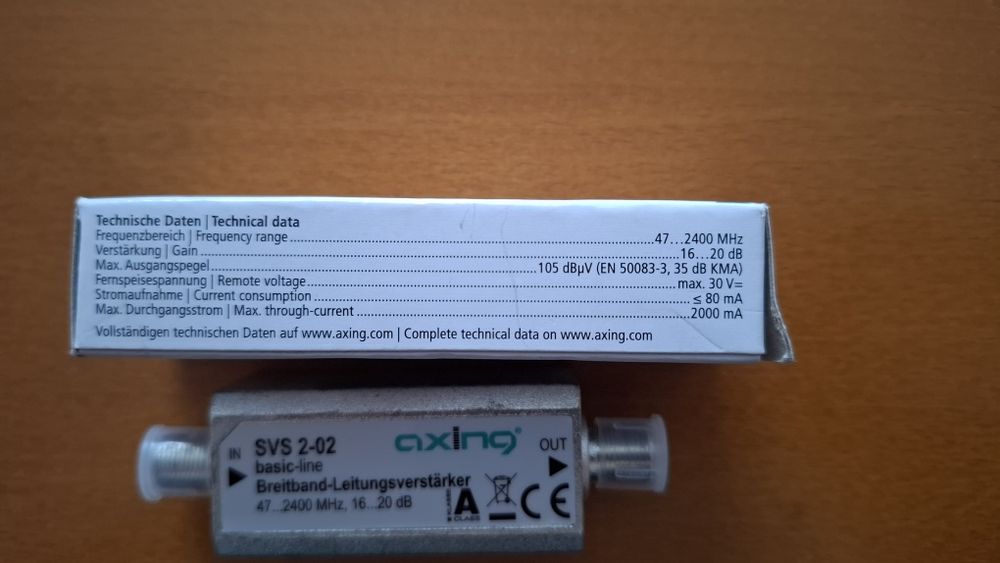 Technische Daten | Technical data
Frequenzbereich | Frequency range........47...2400 MHz
Verstärkung | Gain........16...20 dB
Max. Ausgangspegel........105 dBµV (EN 50083-3, 35 dB KMA)
Fernspeisespannung | Remote voltage........max. 30 V=
Stromaufnahme | Current consumption........≤ 80 mA
Max. Durchgangsstrom | Max. through-current........2000 mA
Vollständigen technischen Daten auf www.axing.com | Complete technical data on www.axing.com
IN
SVS 2-02
axing®
OUT
basic-line
Breitband-Leitungsverstärker
47...2400 MHz, 16...20 dB
A
CLASS
CE